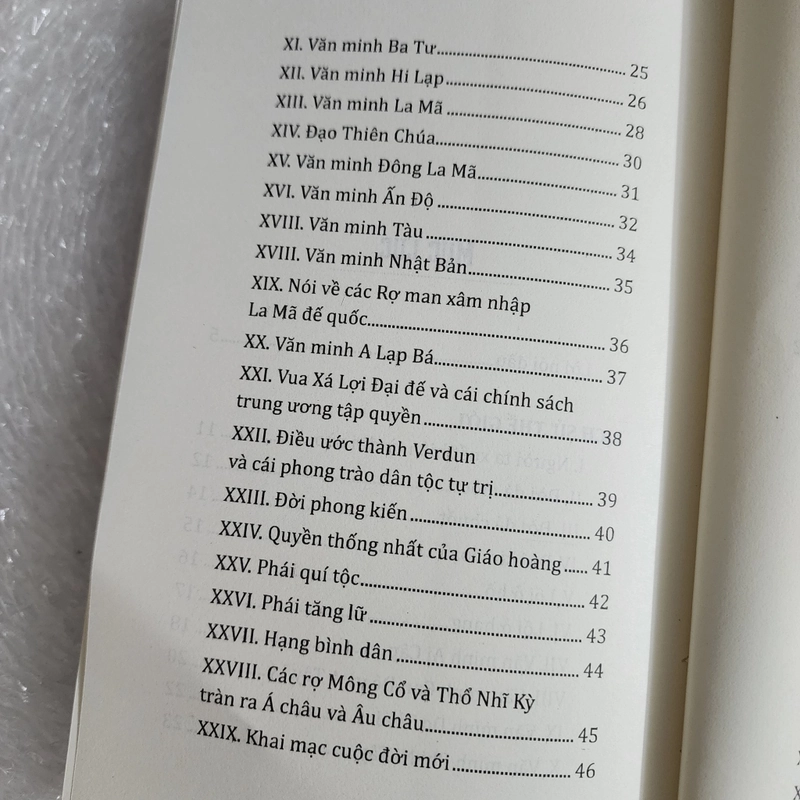 XI. Văn minh Ba Tư 25
XII. Văn minh Hi Lạp 26
XIII. Văn minh La Mã 28
XIV. Đạo Thiên Chúa 30
XV. Văn minh Đông La Mã 31
XVI. Văn minh Ấn Độ 32
XVIII. Văn minh Tàu 34
XVIII. Văn minh Nhật Bản 35
XIX. Nói về các Rợ man xâm nhập
La Mã đế quốc 36
XX. Văn minh A Lạp Bá 37
XXI. Vua Xá Lợi Đại đế và cái chính sách
trung ương tập quyền 38
XXII. Điều ước thành Verdun
và cái phong trào dân tộc tự trị 39
XXIII. Đời phong kiến 40
XXIV. Quyền thống nhất của Giáo hoàng 41
XXV. Phái quí tộc 42
XXVI. Phái tăng lữ 43
XXVII. Hạng bình dân 44
XXVIII. Các rợ Mông Cổ và Thổ Nhĩ Kỳ
tràn ra Á châu và Âu châu 45
XXIX. Khai mạc cuộc đời mới 46